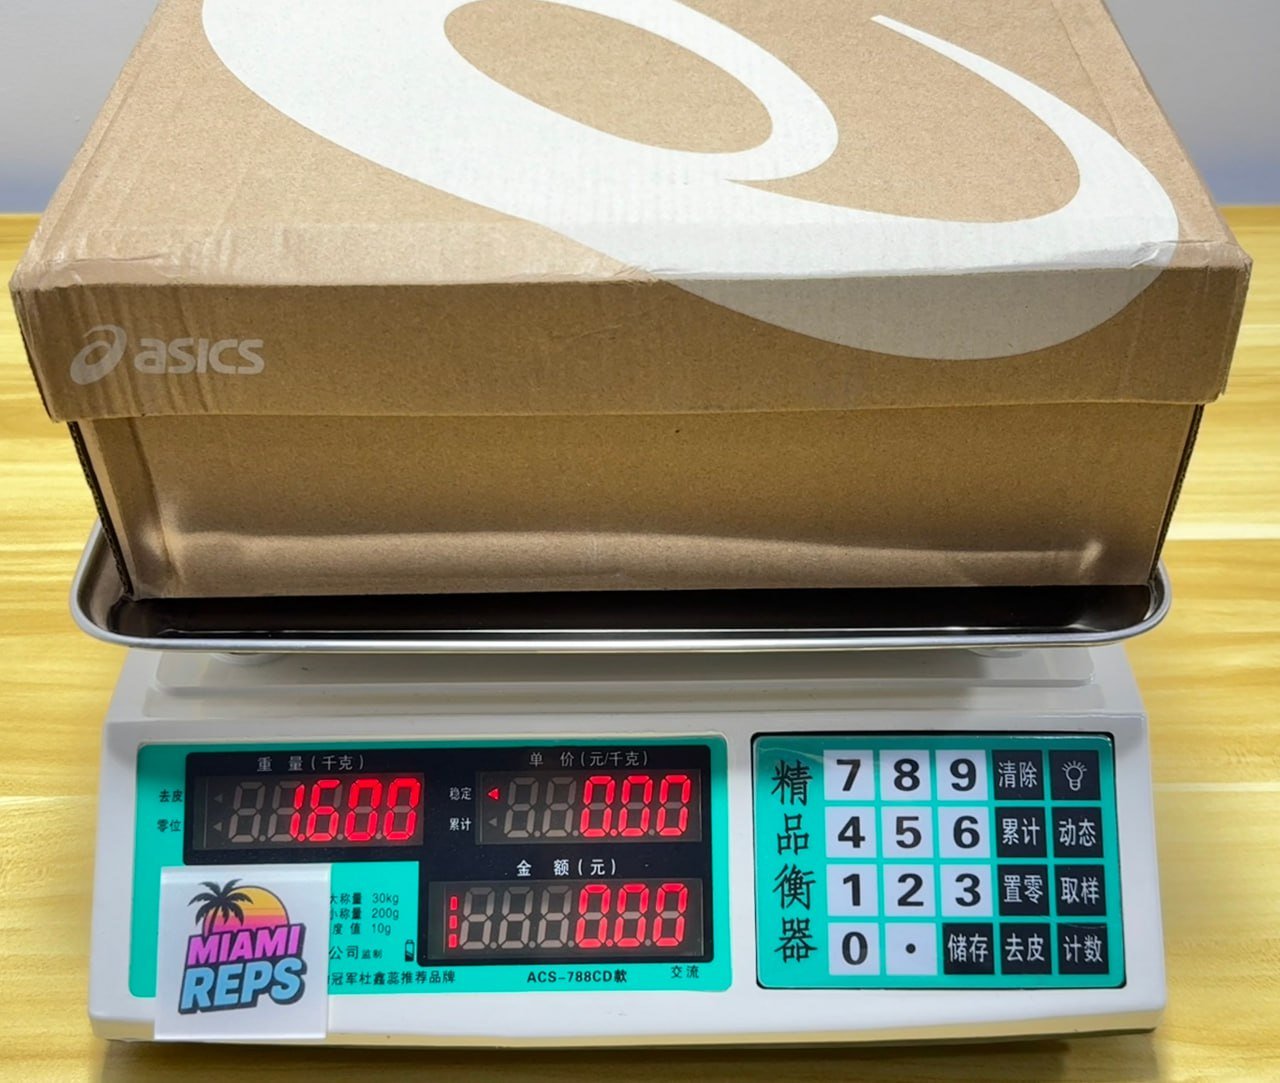 asics
重 量(千克)
单 价(元/千克)
去皮
零位
1.600
稳定
累计
0.00
金 额(元)
0.00
大称量 30kg
小称量 200g
度 值 10g
公司监制
冠军杜鑫蕊推荐品牌
ACS-788CD款
交流
MIAMI
REPS
精品衡器
7 8 9 清除
4 5 6 累计 动态
1 2 3 置零 取样
0 · 储存 去皮 计数